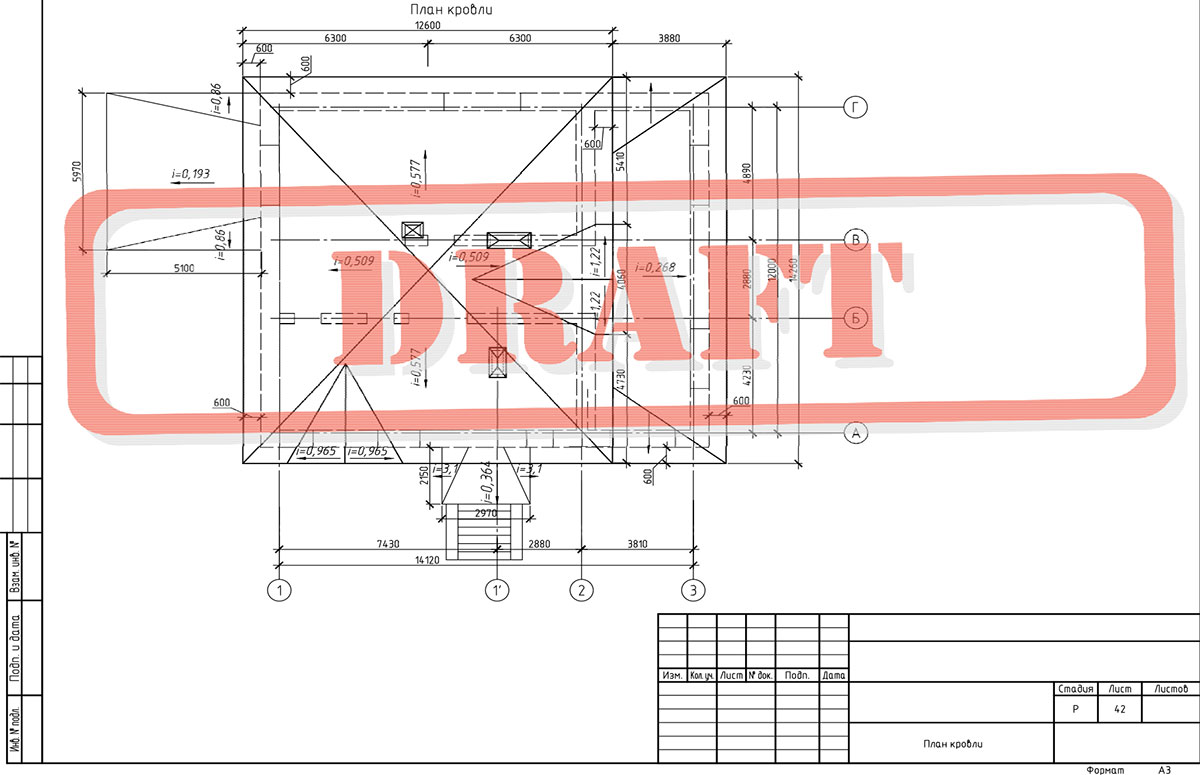 План кровли
12600
6300
6300
3880
600
600
i=0,86
Г
5970
i=0,193
i=0,577
600
5410
4890
i=0,86
5100
i=0,509
i=0,509
i=1,22
i=1,22
4060
i=0,268
В
2880
12000
14260
Б
DRAFT
i=0,577
4730
4230
600
600
А
i=0,965
i=0,965
2150
i=3,1
i=0,364
i=3,1
600
2970
7430
2880
3810
14120
1
1'
2
3
Взам. инв. №
Подп. и дата
Инв. № подл.
Изм.
Кол.уч.
Лист
№ док.
Подп.
Дата
Стадия
Лист
Листов
Р
42
План кровли
Формат
А3